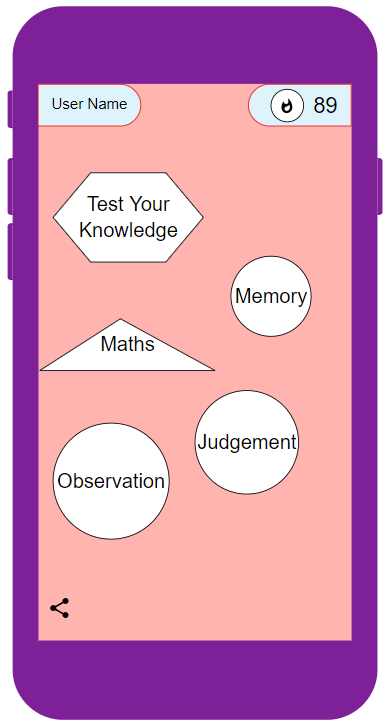 User Name
89
Test Your
Knowledge
Memory
Maths
Judgement
Observation